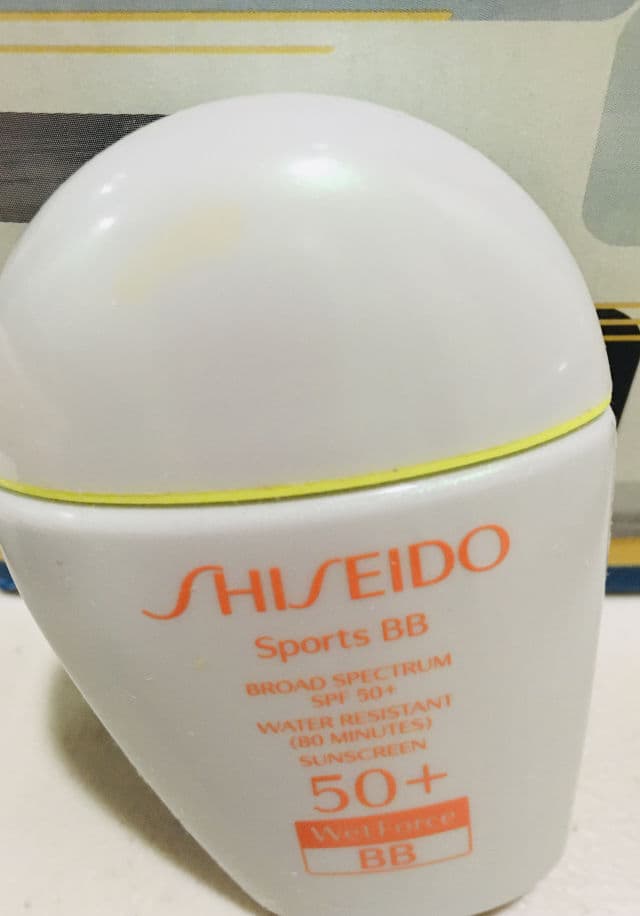 SHISEIDO
Sports BB
BROAD SPECTRUM
SPF 50+
WATER RESISTANT
(80 MINUTES)
SUNSCREEN
50+
WetForce
BB